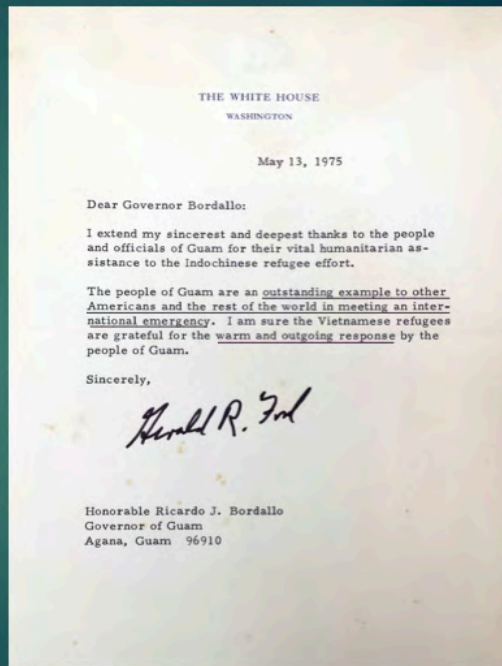 THE WHITE HOUSE
WASHINGTON
May 13, 1975
Dear Governor Bordallo:
I extend my sincerest and deepest thanks to the people
and officials of Guam for their vital humanitarian as-
sistance to the Indochinese refugee effort.
The people of Guam are an outstanding example to other
Americans and the rest of the world in meeting an inter-
national emergency. I am sure the Vietnamese refugees
are grateful for the warm and outgoing response by the
people of Guam.
Sincerely,
Gerald R. Ford
Honorable Ricardo J. Bordallo
Governor of Guam
Agana, Guam 96910